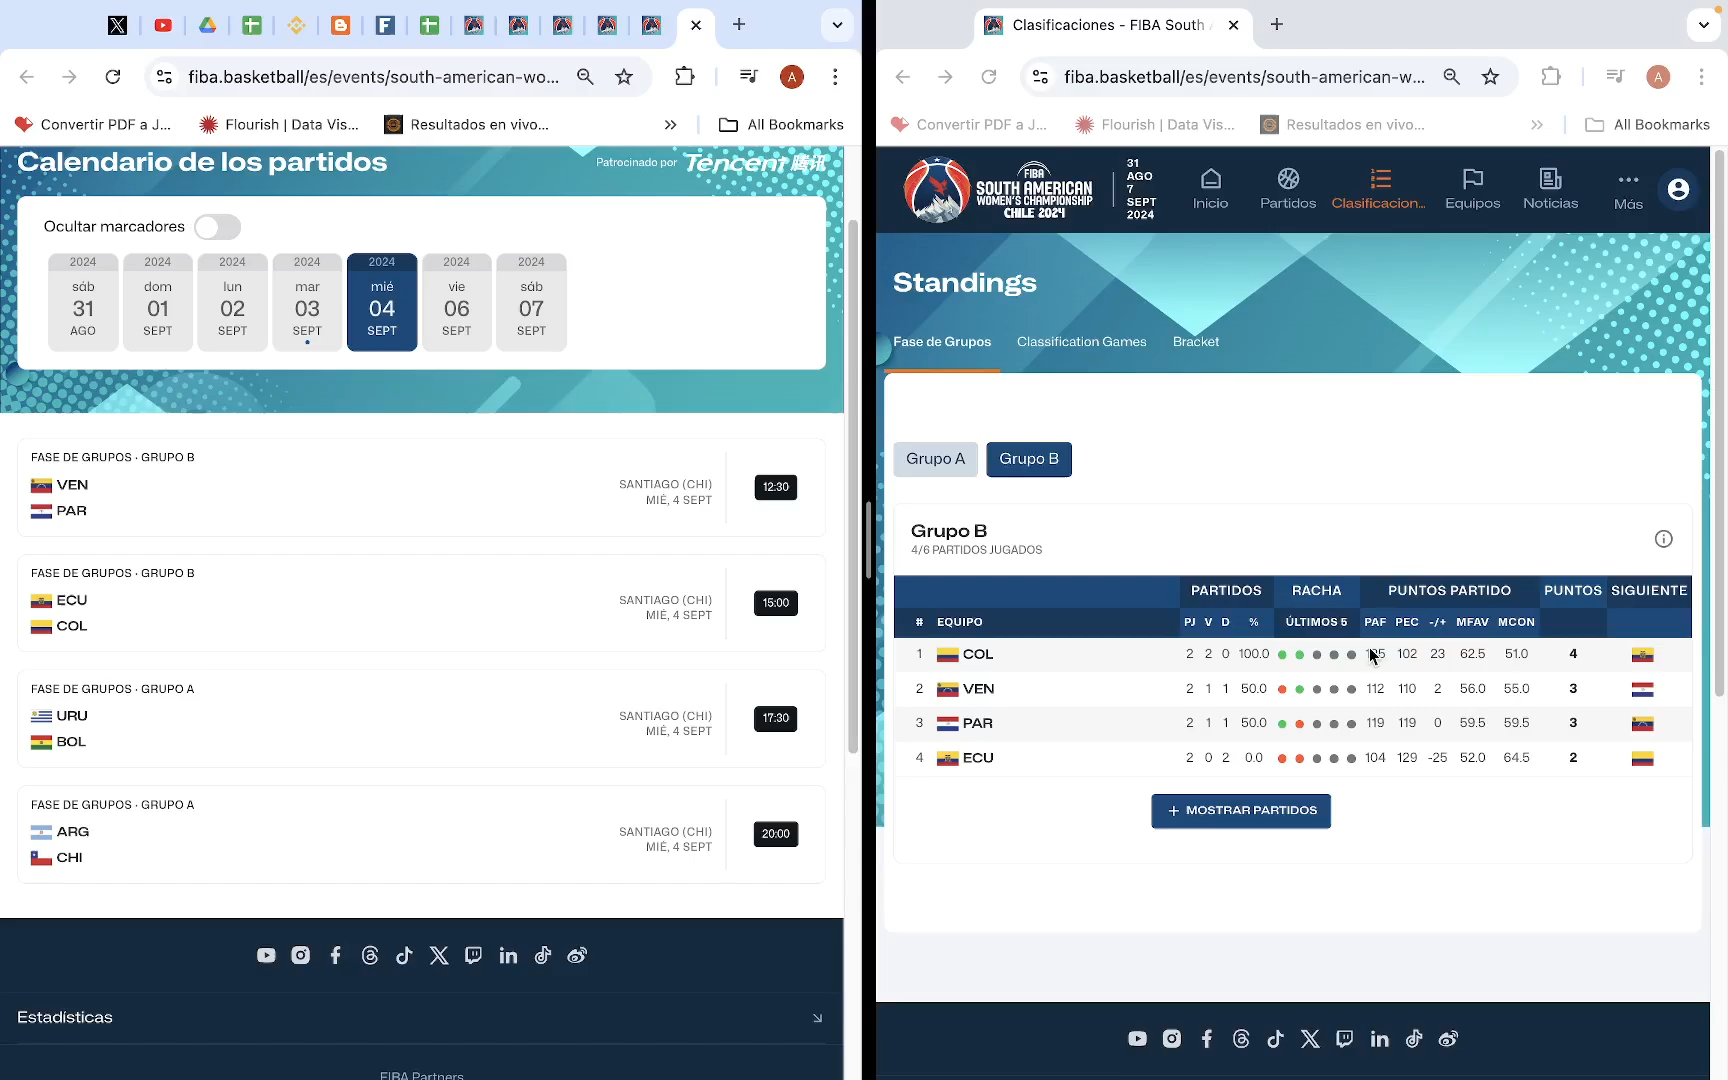 Clasificaciones - FIBA South
fiba.basketball/es/events/south-american-wo...
A
fiba.basketball/es/events/south-american-w...
A
Convertir PDF a J...
Flourish | Data Vis...
Resultados en vivo...
»
All Bookmarks
Convertir PDF a J...
Flourish | Data Vis...
Resultados en vivo...
»
All Bookmarks
Calendario de los partidos
Patrocinado por
Tencent 腾讯
Ocultar marcadores
2024
sáb
31
AGO
2024
dom
01
SEPT
2024
lun
02
SEPT
2024
mar
03
SEPT
2024
mié
04
SEPT
2024
vie
06
SEPT
2024
sáb
07
SEPT
FASE DE GRUPOS · GRUPO B
VEN
PAR
SANTIAGO (CHI)
MIÉ, 4 SEPT
12:30
FASE DE GRUPOS · GRUPO B
ECU
COL
SANTIAGO (CHI)
MIÉ, 4 SEPT
15:00
FASE DE GRUPOS · GRUPO A
URU
BOL
SANTIAGO (CHI)
MIÉ, 4 SEPT
17:30
FASE DE GRUPOS · GRUPO A
ARG
CHI
SANTIAGO (CHI)
MIÉ, 4 SEPT
20:00
Estadísticas
FIBA Partners
FIBA
SOUTH AMERICAN
WOMEN'S CHAMPIONSHIP
CHILE 2024
31
AGO
7
SEPT
2024
Inicio
Partidos
Clasificacion...
Equipos
Noticias
Más
Standings
Fase de Grupos
Classification Games
Bracket
Grupo A
Grupo B
Grupo B
4/6 PARTIDOS JUGADOS
PARTIDOS RACHA PUNTOS PARTIDO PUNTOS SIGUIENTE
# EQUIPO PJ V D % ÚLTIMOS 5 PAF PEC -/+ MFAV MCON
1 COL 2 2 0 100.0 102 23 62.5 51.0 4
2 VEN 2 1 1 50.0 112 110 2 56.0 55.0 3
3 PAR 2 1 1 50.0 119 119 0 59.5 59.5 3
4 ECU 2 0 2 0.0 104 129 -25 52.0 64.5 2
+ MOSTRAR PARTIDOS